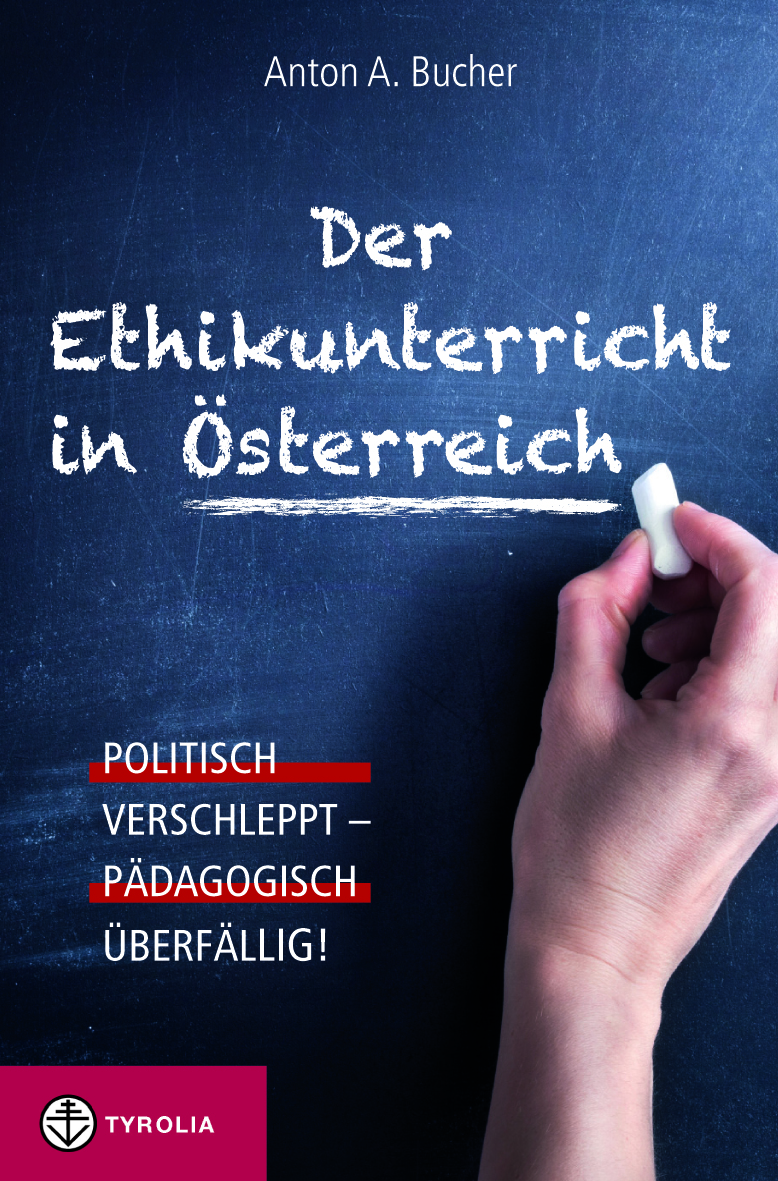 Anton A. Bucher
Der
Ethikunterricht
in Österreich
POLITISCH
VERSCHLEPPT –
PÄDAGOGISCH
ÜBERFÄLLIG!
TYROLIA